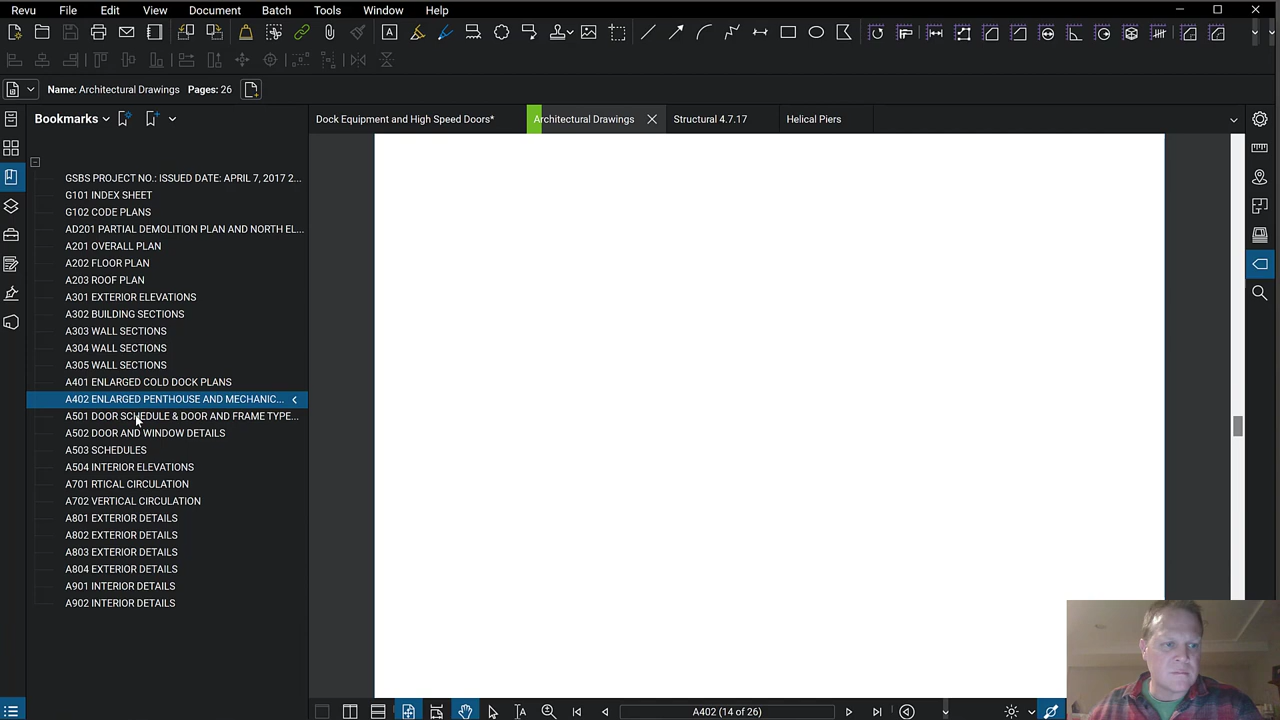 Revu File Edit View Document Batch Tools Window Help
Name: Architectural Drawings Pages: 26
Bookmarks
Dock Equipment and High Speed Doors* Architectural Drawings Structural 4.7.17 Helical Piers
GSBS PROJECT NO.: ISSUED DATE: APRIL 7, 2017 2...
G101 INDEX SHEET
G102 CODE PLANS
AD201 PARTIAL DEMOLITION PLAN AND NORTH EL...
A201 OVERALL PLAN
A202 FLOOR PLAN
A203 ROOF PLAN
A301 EXTERIOR ELEVATIONS
A302 BUILDING SECTIONS
A303 WALL SECTIONS
A304 WALL SECTIONS
A305 WALL SECTIONS
A401 ENLARGED COLD DOCK PLANS
A402 ENLARGED PENTHOUSE AND MECHANIC...
A501 DOOR SCHEDULE & DOOR AND FRAME TYPE...
A502 DOOR AND WINDOW DETAILS
A503 SCHEDULES
A504 INTERIOR ELEVATIONS
A701 RTICAL CIRCULATION
A702 VERTICAL CIRCULATION
A801 EXTERIOR DETAILS
A802 EXTERIOR DETAILS
A803 EXTERIOR DETAILS
A804 EXTERIOR DETAILS
A901 INTERIOR DETAILS
A902 INTERIOR DETAILS
A402 (14 of 26)